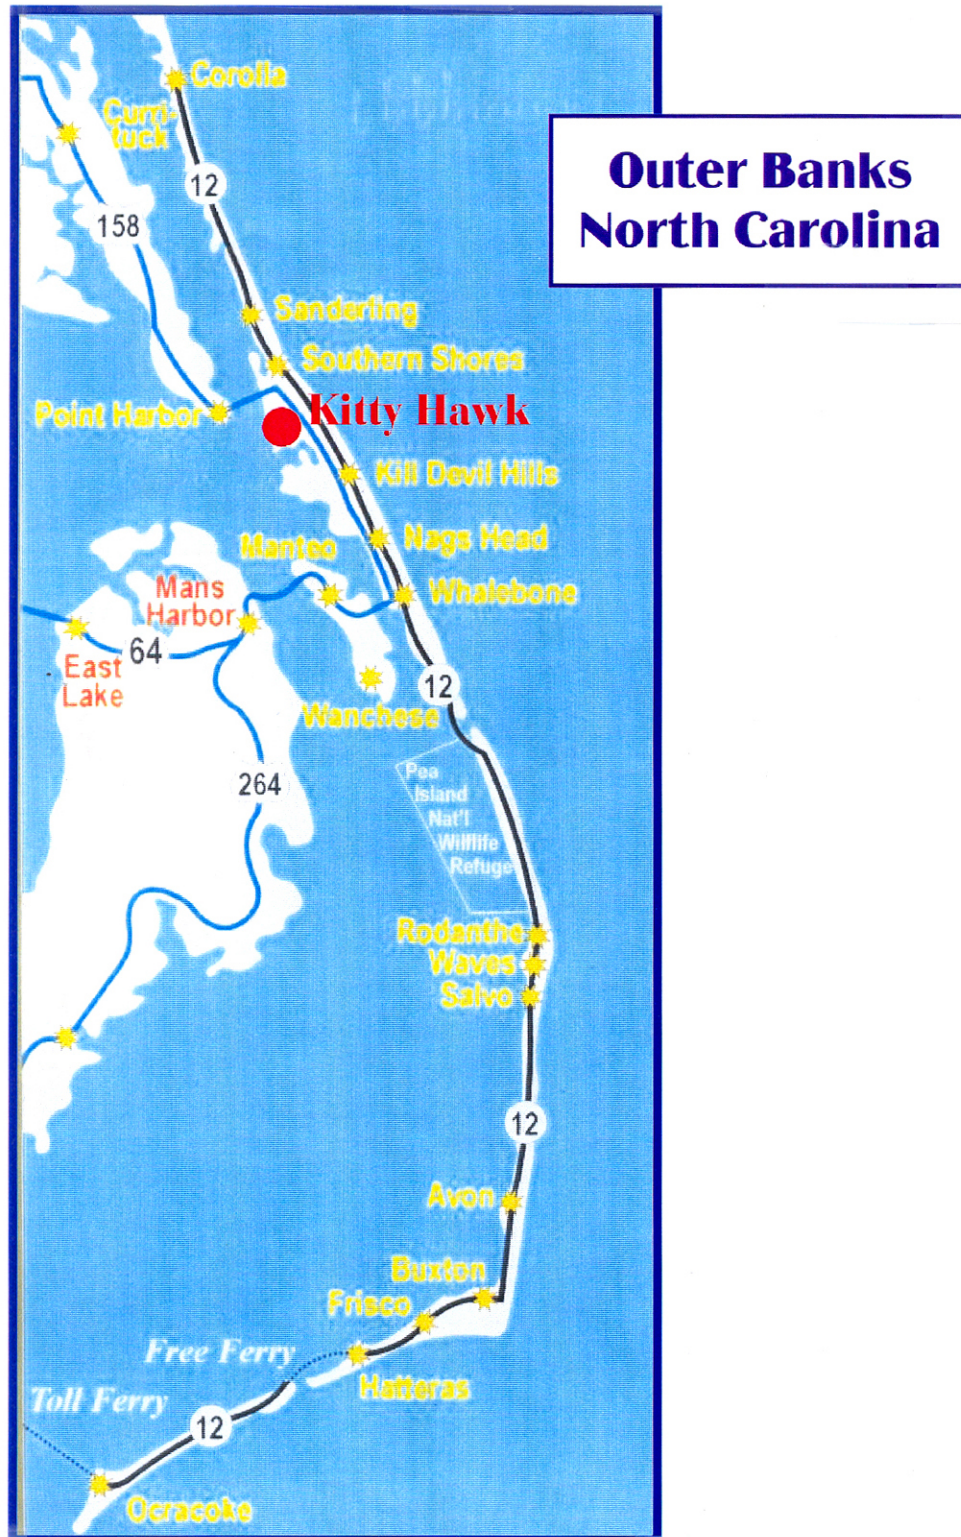 Outer Banks
North Carolina
Corolla
Curri-
tuck
12
158
Sanderling
Southern Shores
Point Harbor
Kitty Hawk
Kill Devil Hills
Nags Head
Manteo
Whalebone
Mans
Harbor
64
East
Lake
12
Wanchese
Pea
Island
Nat'l
Willlife
Refuge
264
Rodanthe
Waves
Salvo
12
Avon
Buxton
Frisco
Free Ferry
Hatteras
Toll Ferry
12
Ocracoke